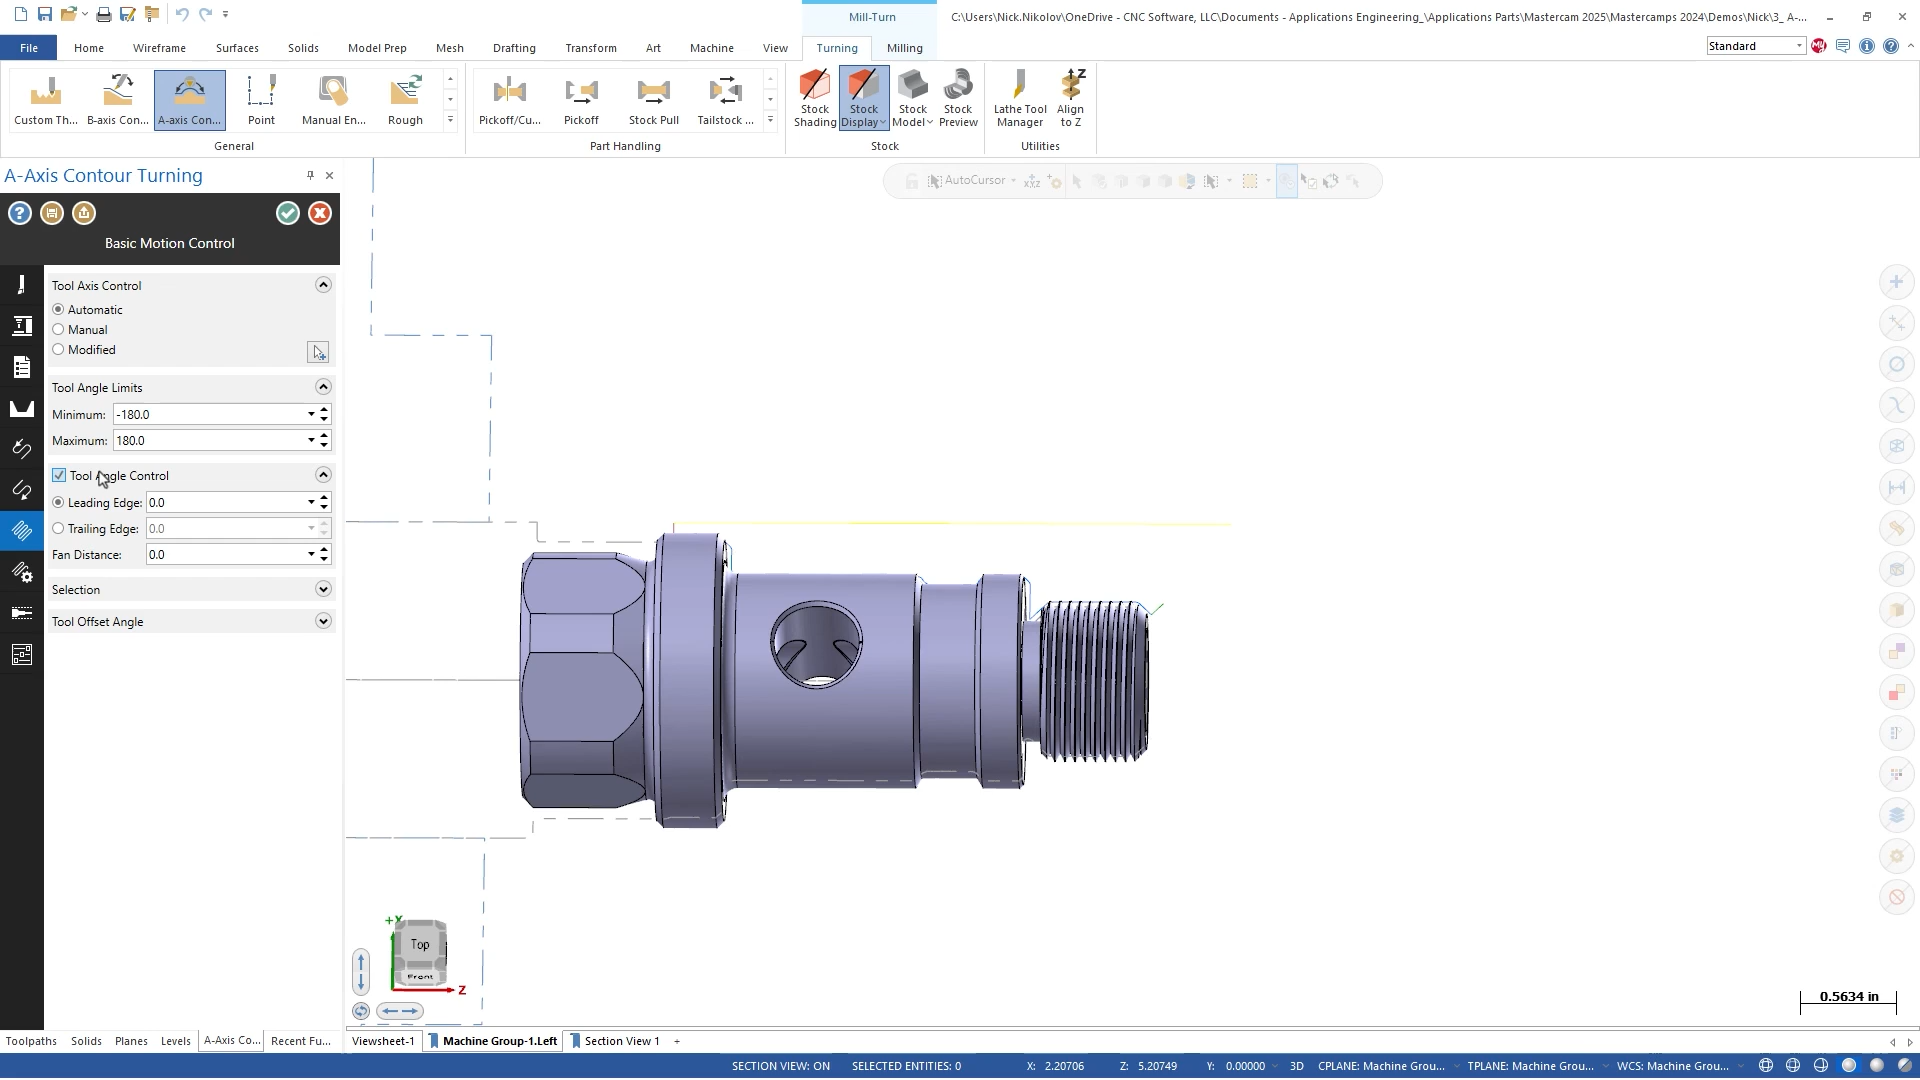 Mill-Turn
C:\Users\Nick.Nikolov\OneDrive - CNC Software, LLC\Documents - Applications Engineering_\Applications Parts\Mastercam 2025\Mastercamps 2024\Demos\Nick\3_ A-...
File
Home
Wireframe
Surfaces
Solids
Model Prep
Mesh
Drafting
Transform
Art
Machine
View
Turning
Milling
Standard
Custom Th...
B-axis Con...
A-axis Con...
Point
Manual En...
Rough
Pickoff/Cu...
Pickoff
Stock Pull
Tailstock ...
Stock Shading
Stock Display
Stock Model
Stock Preview
Lathe Tool Manager
Align to Z
General
Part Handling
Stock
Utilities
A-Axis Contour Turning
AutoCursor
Basic Motion Control
Tool Axis Control
Automatic
Manual
Modified
Tool Angle Limits
Minimum: -180.0
Maximum: 180.0
Tool Angle Control
Leading Edge: 0.0
Trailing Edge: 0.0
Fan Distance: 0.0
Selection
Tool Offset Angle
+X
Top
Front
Z
0.5634 in
Toolpaths
Solids
Planes
Levels
A-Axis Co...
Recent Fu...
Viewsheet-1
Machine Group-1.Left
Section View 1
+
SECTION VIEW: ON
SELECTED ENTITIES: 0
X: 2.20706
Z: 5.20749
Y: 0.00000
3D
CPLANE: Machine Grou...
TPLANE: Machine Grou...
WCS: Machine Grou...